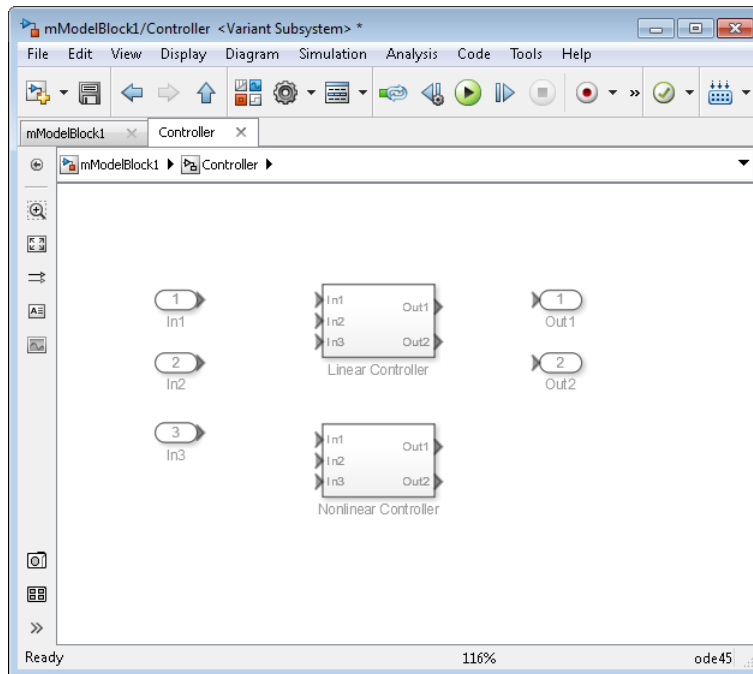 mModelBlock1/Controller <Variant Subsystem> *
File Edit View Display Diagram Simulation Analysis Code Tools Help
mModelBlock1 Controller
mModelBlock1 Controller
1
In1
2
In2
3
In3
In1
In2
In3
Out1
Out2
Linear Controller
In1
In2
In3
Out1
Out2
Nonlinear Controller
1
Out1
2
Out2
Ready 116% ode45